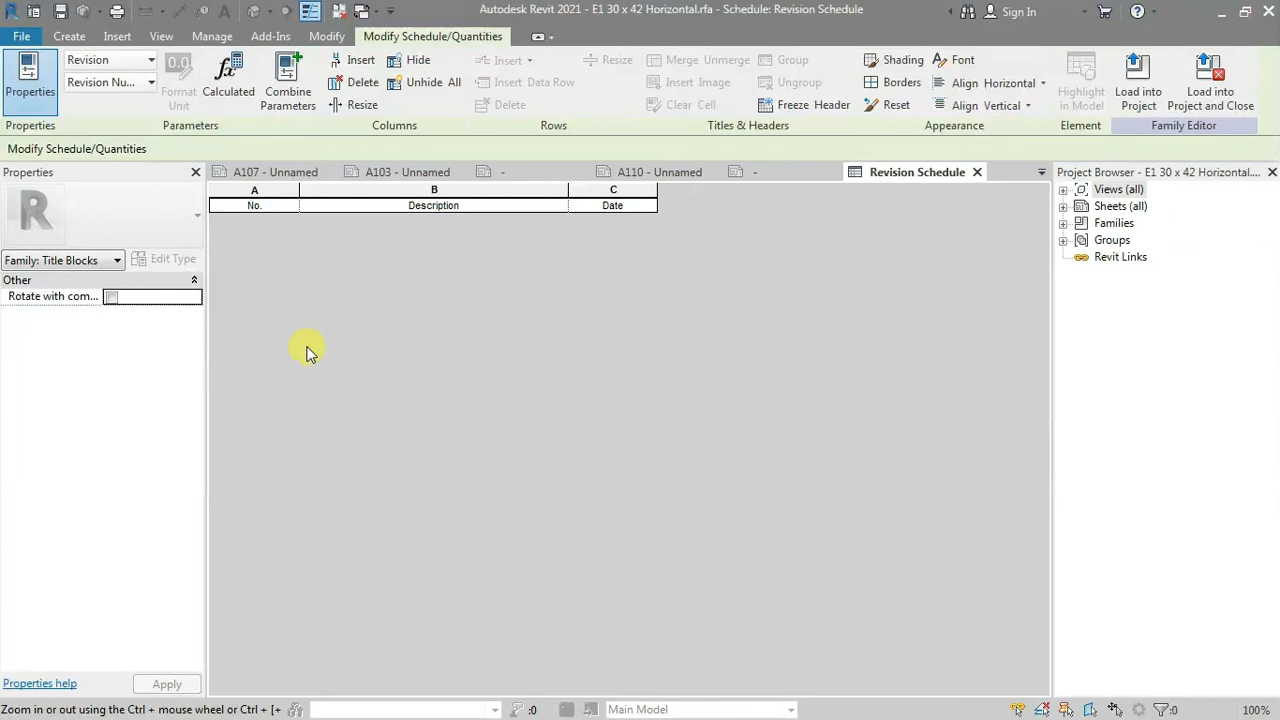 Autodesk Revit 2021 - E1 30 x 42 Horizontal.rfa - Schedule: Revision Schedule
Sign In
File Create Insert View Manage Add-Ins Modify Modify Schedule/Quantities
Properties
Revision
Revision Nu...
Format
Unit
Calculated
Combine
Parameters
Insert
Delete
Resize
Hide
Unhide All
Insert
Insert Data Row
Delete
Resize
Merge Unmerge
Insert Image
Clear Cell
Group
Ungroup
Freeze Header
Shading
Borders
Reset
Font
Align Horizontal
Align Vertical
Highlight
in Model
Load into
Project
Load into
Project and Close
Properties Parameters Columns Rows Titles & Headers Appearance Element Family Editor
Modify Schedule/Quantities
Properties
A107 - Unnamed A103 - Unnamed - A110 - Unnamed - Revision Schedule
Project Browser - E1 30 x 42 Horizontal....
A B C
No. Description Date
R
Family: Title Blocks
Edit Type
Other
Rotate with com...
Views (all)
Sheets (all)
Families
Groups
Revit Links
Properties help
Apply
Zoom in or out using the Ctrl + mouse wheel or Ctrl + [+
:0
Main Model
:0
100%